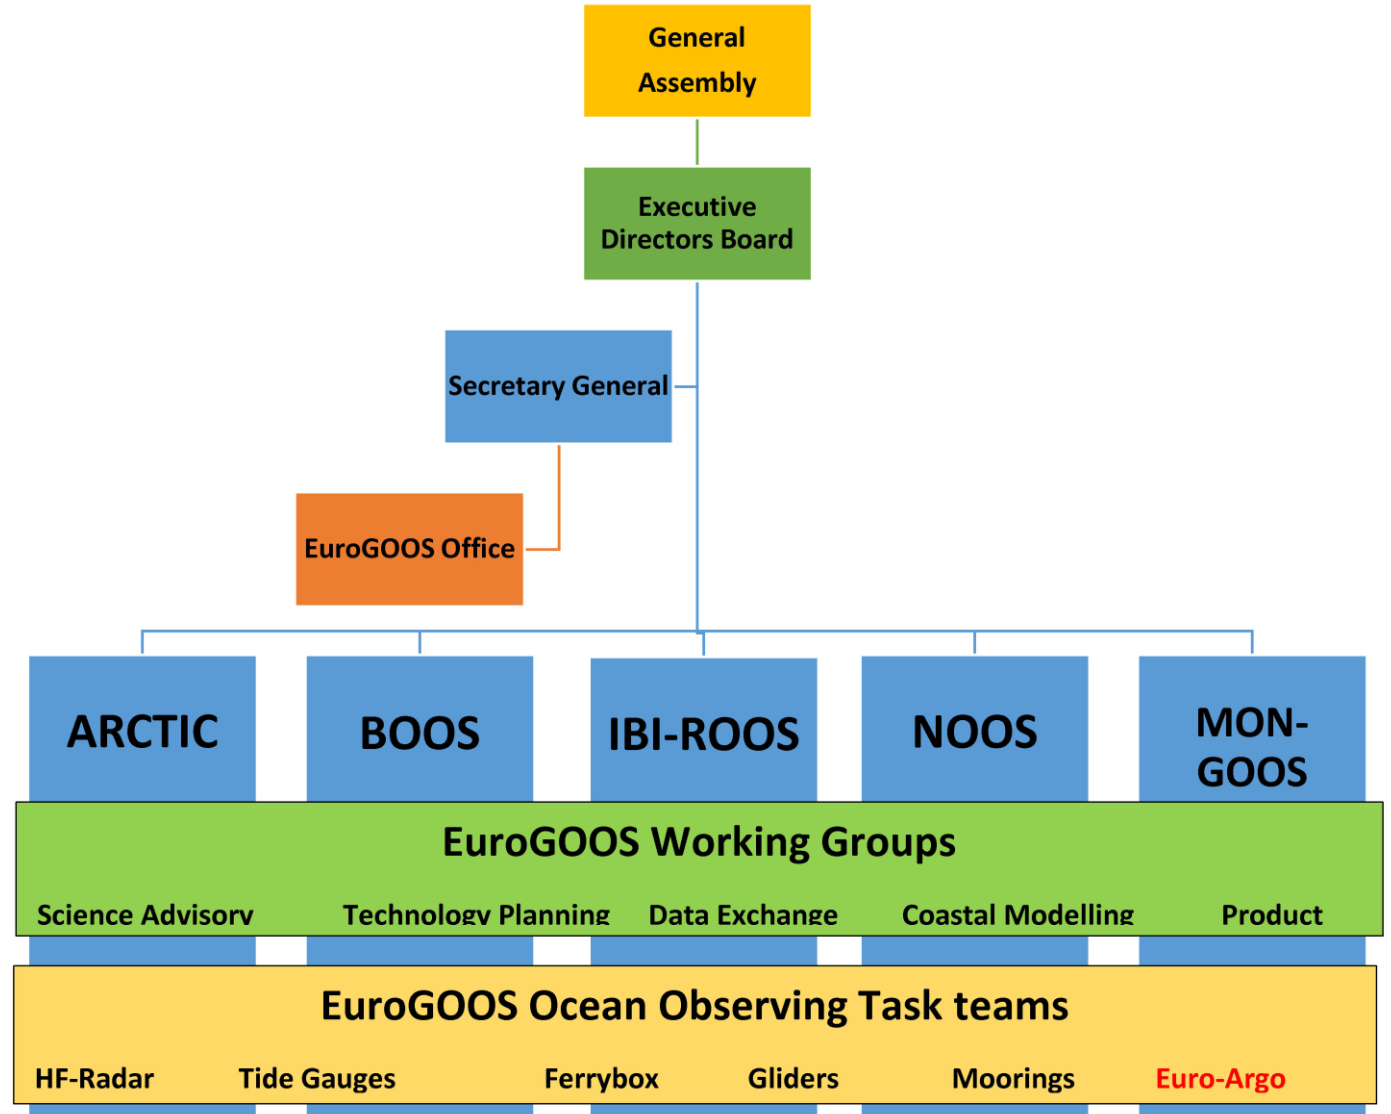 General
Assembly
Executive
Directors Board
Secretary General
EuroGOOS Office
ARCTIC
BOOS
IBI-ROOS
NOOS
MON-
GOOS
EuroGOOS Working Groups
Science Advisory Technology Planning Data Exchange Coastal Modelling Product
EuroGOOS Ocean Observing Task teams
HF-Radar Tide Gauges Ferrybox Gliders Moorings Euro-Argo